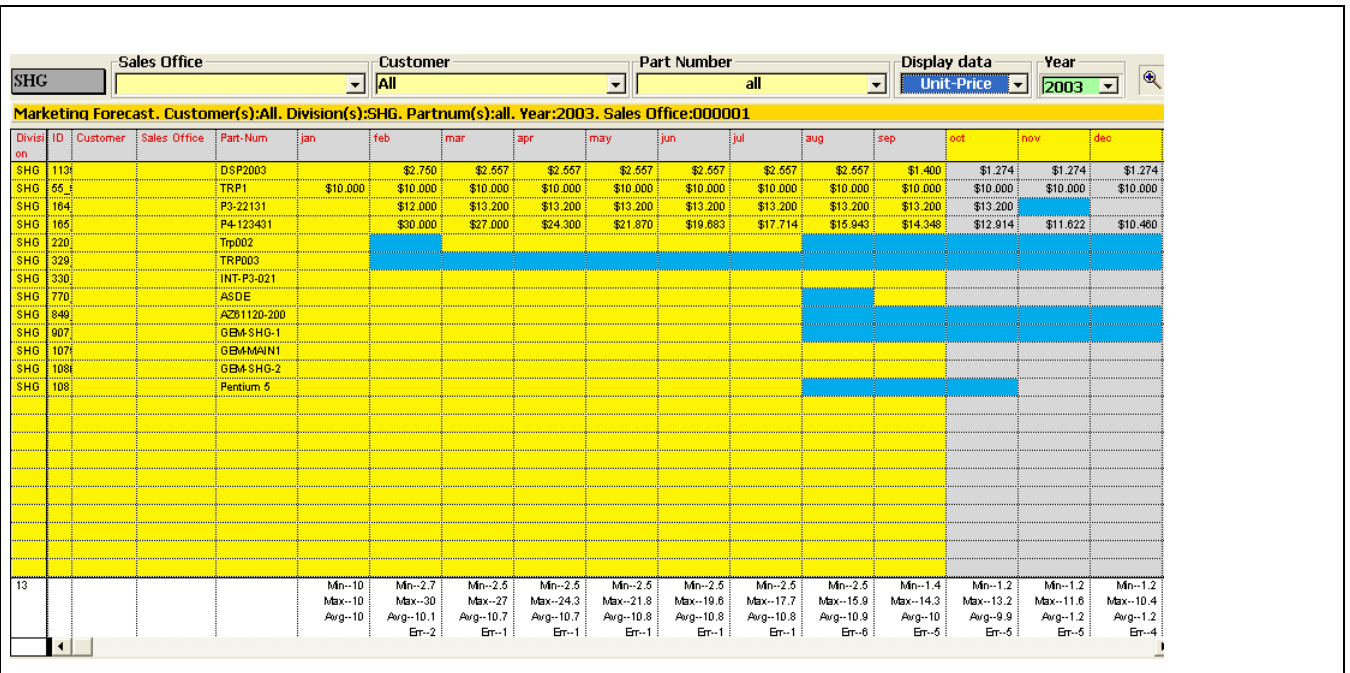 Sales Office Customer Part Number Display data Year
SHG All all Unit-Price 2003
Marketing Forecast. Customer(s):All. Division(s):SHG. Partnum(s):all. Year:2003. Sales Office:000001
Divisi ID Customer Sales Office Part-Num jan feb mar apr may jun jul aug sep oct nov dec
on
SHG DSP2003 $2.750 $2.557 $2.557 $2.557 $2.557 $2.557 $2.557 $1.400 $1.274 $1.274 $1.274
SHG 55_ TRP1 $10.000 $10.000 $10.000 $10.000 $10.000 $10.000 $10.000 $10.000 $10.000 $10.000 $10.000 $10.000
SHG 164 P3-22131 $12.000 $13.200 $13.200 $13.200 $13.200 $13.200 $13.200 $13.200 $13.200
SHG 165 P4-123431 $30.000 $27.000 $24.300 $21.870 $19.683 $17.714 $15.943 $14.348 $12.914 $11.622 $10.460
SHG 220 Trp002
SHG 329 TRP003
SHG 330 INT-P3-021
SHG 770 ASDE
SHG 849 AZ61120-200
SHG 907 GEM-SHG-1
SHG 107 GEM-MAIN1
SHG 108 GEM-SHG-2
SHG 108 Pentium 5
13 Min--10 Min--2.7 Min--2.5 Min--2.5 Min--2.5 Min--2.5 Min--2.5 Min--2.5 Min--1.4 Min--1.2 Min--1.2 Min--1.2
Max--10 Max--30 Max--27 Max--24.3 Max--21.8 Max--19.6 Max--17.7 Max--15.9 Max--14.3 Max--13.2 Max--11.6 Max--10.4
Avg--10 Avg--10.1 Avg--10.7 Avg--10.7 Avg--10.8 Avg--10.8 Avg--10.8 Avg--10.9 Avg--10 Avg--9.9 Avg--1.2 Avg--1.2
Err--2 Err--1 Err--1 Err--1 Err--1 Err--1 Err--6 Err--5 Err--5 Err--5 Err--4